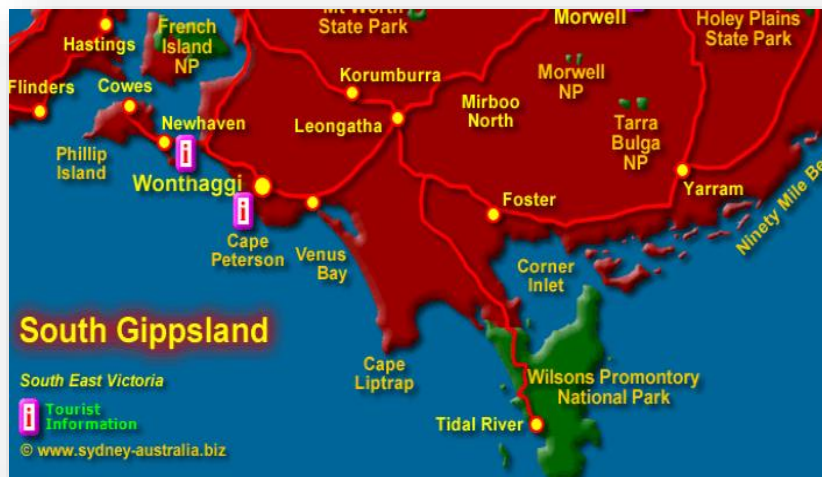 French
Island
NP
Mt Worth
State Park
Morwell
Holey Plains
State Park
Hastings
Flinders
Cowes
Korumburra
Morwell
NP
Mirboo
North
Newhaven
Leongatha
Tarra
Bulga
NP
Phillip
Island
i
Wonthaggi
Foster
Yarram
i
Cape
Peterson
Venus
Bay
Corner
Inlet
Ninety Mile Be
South Gippsland
Cape
Liptrap
South East Victoria
Wilsons Promontory
National Park
i
Tourist
Information
Tidal River
© www.sydney-australia.biz